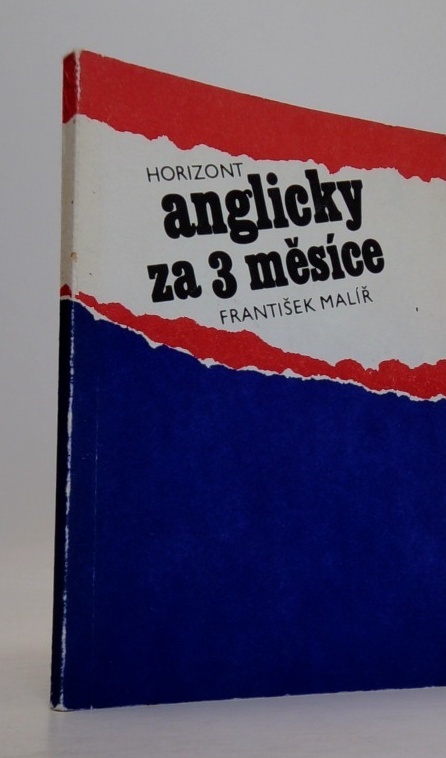 HORIZONT
anglicky
za 3 měsíce
FRANTIŠEK MALÍŘ